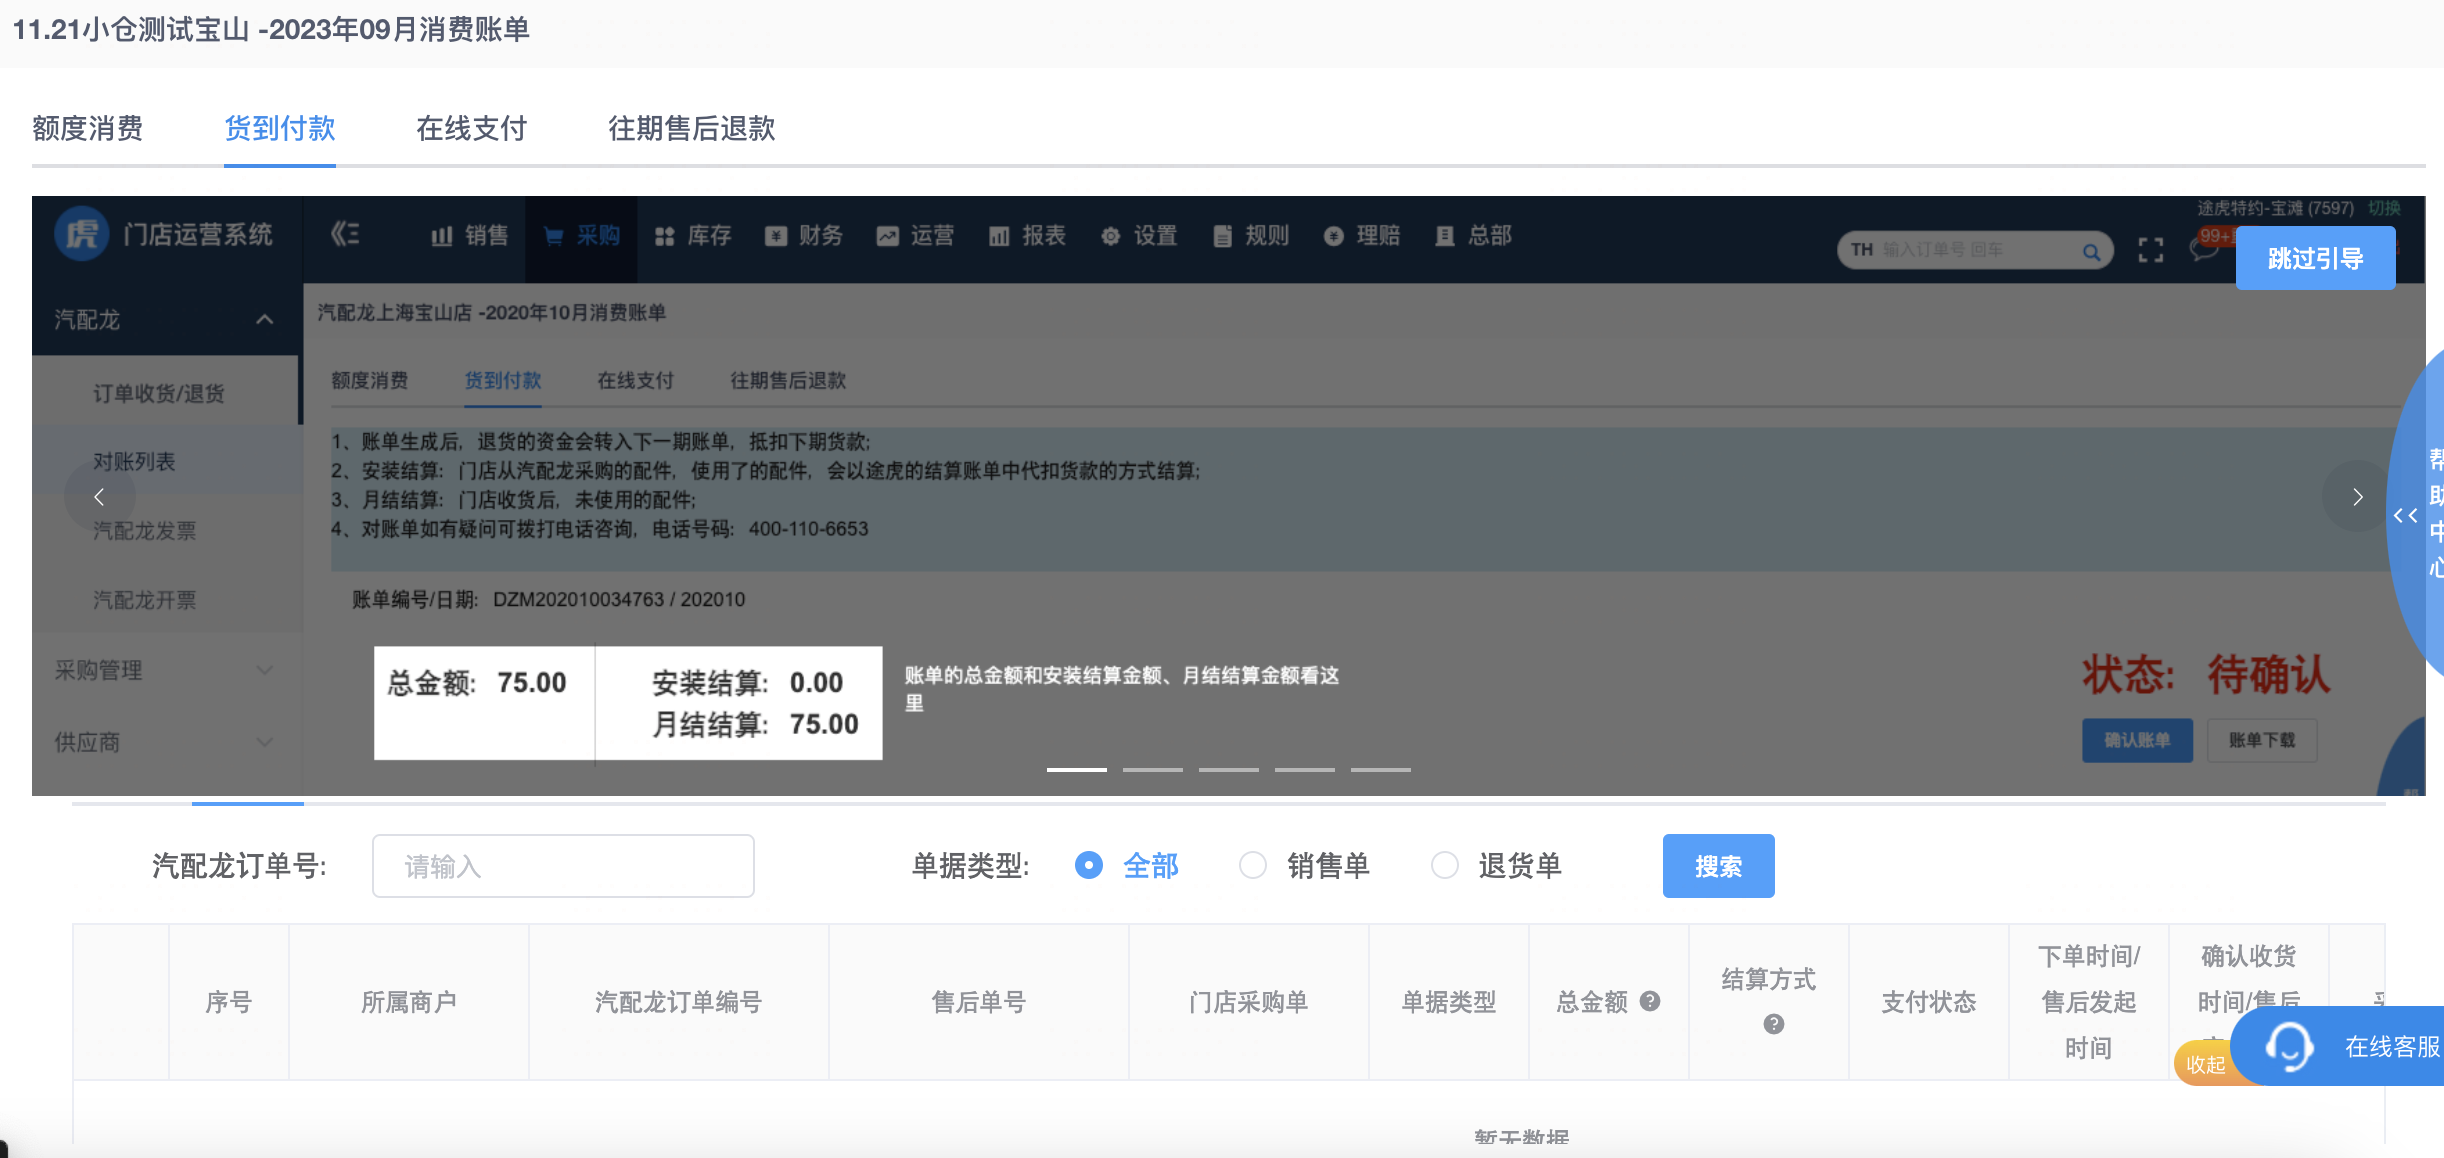 11.21小仓测试宝山 -2023年09月消费账单
额度消费 货到付款 在线支付 往期售后退款
虎 门店运营系统 销售 采购 库存 财务 运营 报表 设置 规则 理赔 总部
途虎特约-宝滩 (7597) 切换
TH 输入订单号 回车
99+
跳过引导
汽配龙
汽配龙上海宝山店 -2020年10月消费账单
订单收货/退货
额度消费 货到付款 在线支付 往期售后退款
对账列表
1、账单生成后，退货的资金会转入下一期账单，抵扣下期货款;
2、安装结算：门店从汽配龙采购的配件，使用了的配件，会以途虎的结算账单中代扣货款的方式结算;
3、月结结算：门店收货后，未使用的配件;
4、对账单如有疑问可拨打电话咨询，电话号码：400-110-6653
汽配龙发票
汽配龙开票
帮助中心
账单编号/日期: DZM202010034763 / 202010
采购管理
供应商
总金额: 75.00
安装结算: 0.00
月结结算: 75.00
账单的总金额和安装结算金额、月结结算金额看这
里
状态: 待确认
确认账单 账单下载
汽配龙订单号: 请输入 单据类型: 全部 销售单 退货单 搜索
序号 所属商户 汽配龙订单编号 售后单号 门店采购单 单据类型 总金额 结算方式 支付状态 下单时间/售后发起时间 确认收货时间/售后
收起
在线客服
暂无数据